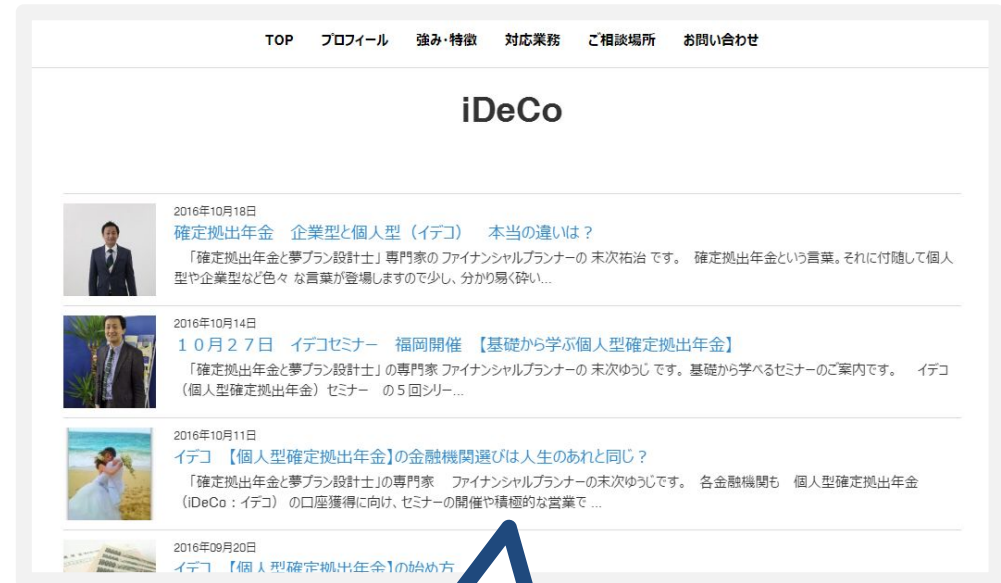 TOP プロフィール 強み・特徴 対応業務 ご相談場所 お問い合わせ
iDeCo
2016年10月18日
確定拠出年金 企業型と個人型（イデコ） 本当の違いは？
「確定拠出年金と夢プラン設計士」専門家の ファイナンシャルプランナーの 末次祐治 です。 確定拠出年金という言葉。それに付随して個人
型や企業型など色々 な言葉が登場しますので少し、分かり易く砕い...
2016年10月14日
１０月２７日 イデコセミナー 福岡開催 【基礎から学ぶ個人型確定拠出年金】
「確定拠出年金と夢プラン設計士」の専門家 ファイナンシャルプランナーの 末次ゆうじ です。基礎から学べるセミナーのご案内です。 イデコ
（個人型確定拠出年金）セミナー の５回シリー...
2016年10月11日
イデコ 【個人型確定拠出年金】の金融機関選びは人生のあれと同じ？
「確定拠出年金と夢プラン設計士」の専門家 ファイナンシャルプランナーの末次ゆうじです。 各金融機関も 個人型確定拠出年金
（iDeCo：イデコ） の口座獲得に向け、セミナーの開催や積極的な営業で ...
2016年09月20日
イデコ 【個人型確定拠出年金】の始め方